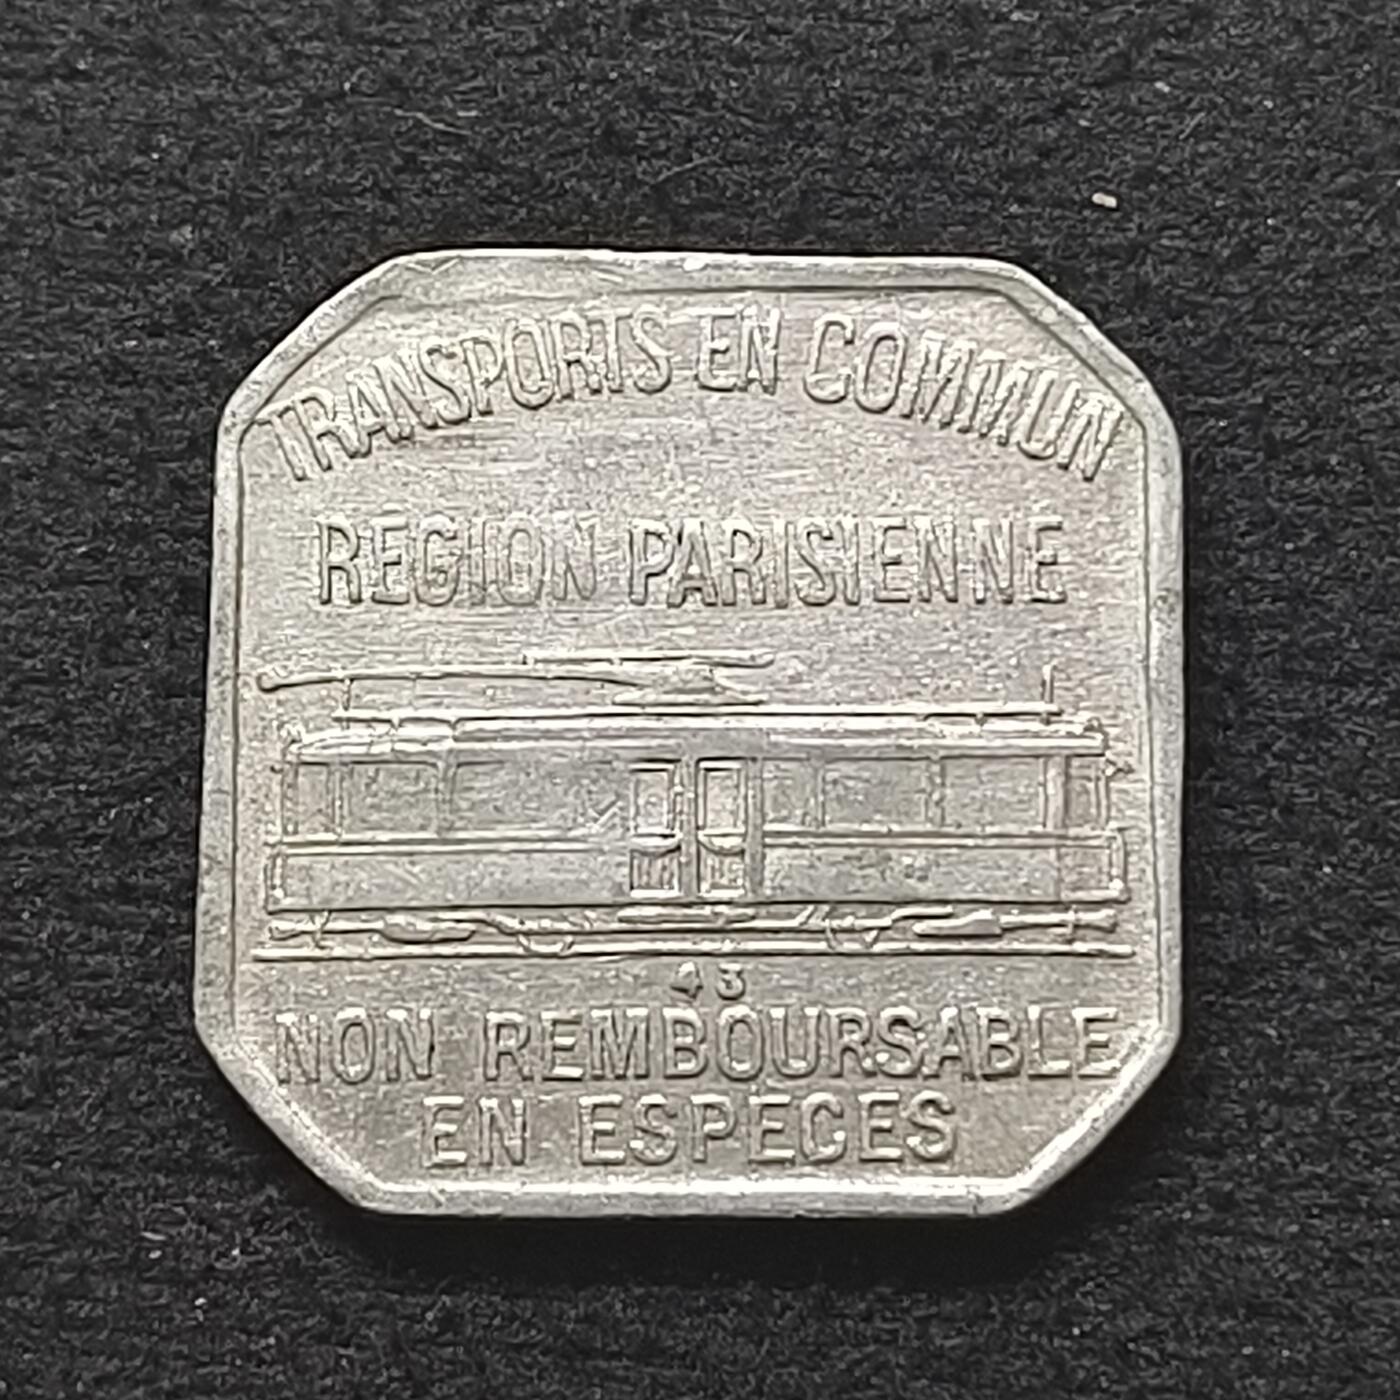 TRANSPORTS EN COMMUN
REGION PARISIENNE
43
NON REMBOURSABLE
EN ESPECES